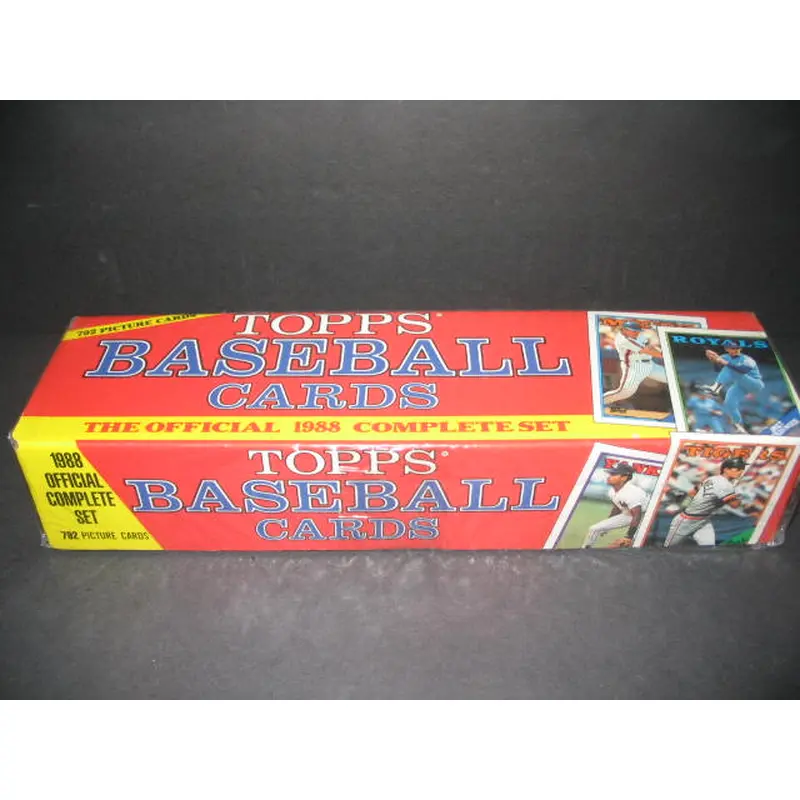 792 PICTURE CARDS
TOPPS®
BASEBALL
CARDS
THE OFFICIAL 1988 COMPLETE SET
ROYALS
1988
OFFICIAL
COMPLETE
SET
792 PICTURE CARDS
TOPPS®
BASEBALL
CARDS
TIGERS